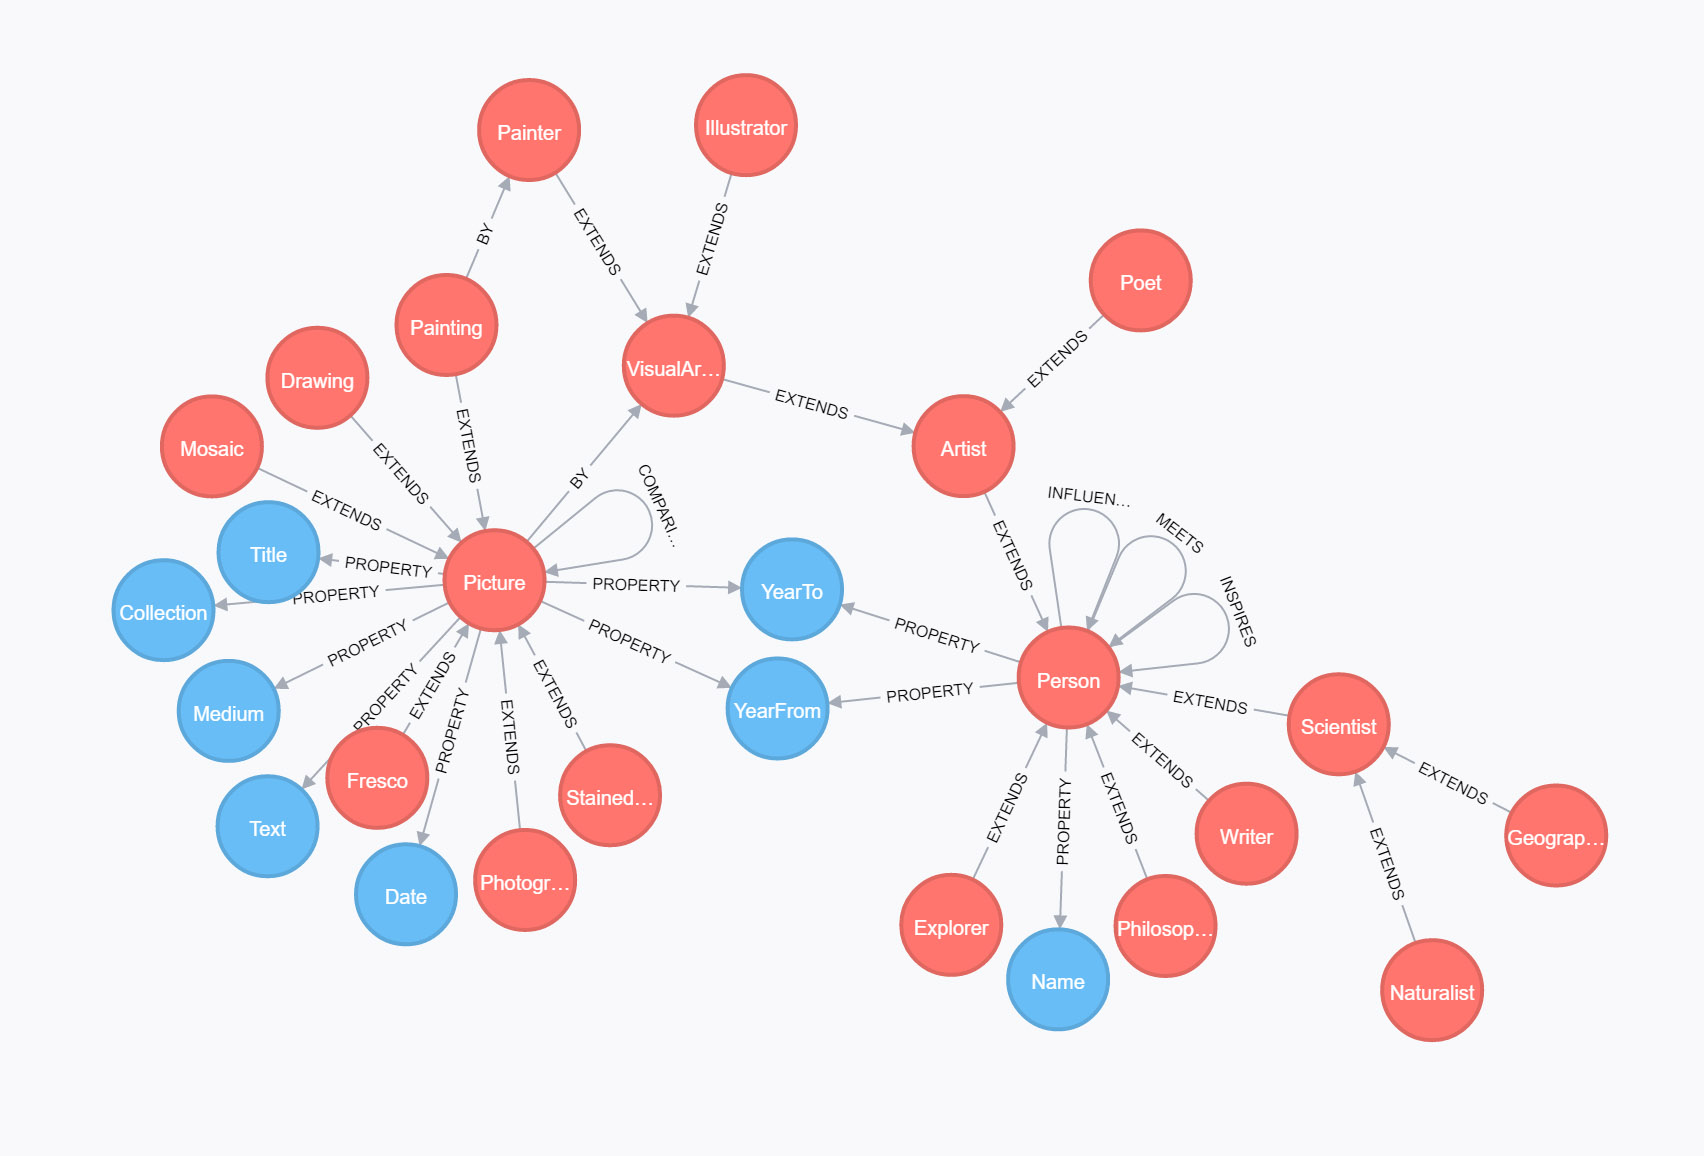 Painter
Illustrator
EXTENDS
EXTENDS
BY
Poet
Painting
EXTENDS
VisualAr...
Drawing
EXTENDS
EXTENDS
Mosaic
EXTENDS
Artist
EXTENDS
BY
COMPARI...
INFLUEN...
MEETS
EXTENDS
EXTENDS
Title
PROPERTY
Picture
PROPERTY
YearTo
PROPERTY
Collection
INSPIRES
PROPERTY
PROPERTY
PROPERTY
Person
EXTENDS
PROPERTY
EXTENDS
EXTENDS
PROPERTY
Medium
YearFrom
Scientist
PROPERTY
EXTENDS
EXTENDS
Fresco
Stained...
EXTENDS
PROPERTY
EXTENDS
EXTENDS
Text
Writer
Geograp...
EXTENDS
Date
Photogr...
Explorer
Philosop...
Name
Naturalist